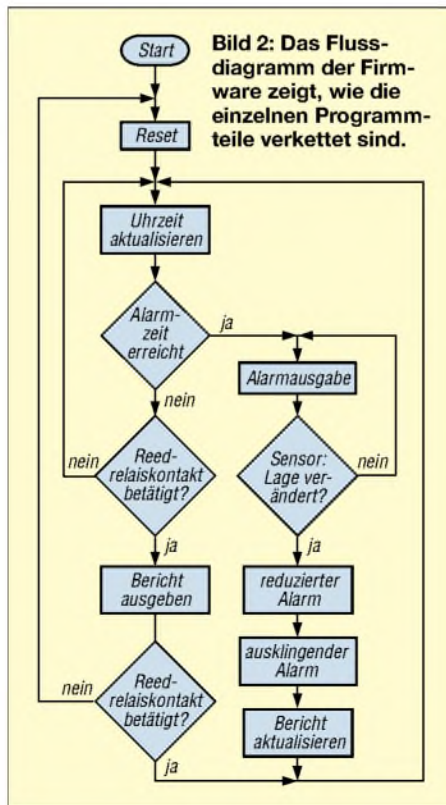 Start
Bild 2: Das Fluss-
diagramm der Firm-
ware zeigt, wie die
einzelnen Programm-
teile verkettet sind.
Reset
Uhrzeit
aktualisieren
Alarm-
zeit
erreicht
ja
nein
Alarmausgabe
Reed-
relaiskontakt
betätigt?
nein
ja
Sensor:
Lage ver-
ändert?
nein
ja
Bericht
ausgeben
reduzierter
Alarm
ausklingender
Alarm
Reed-
relaiskontakt
betätigt?
nein
ja
Bericht
aktualisieren